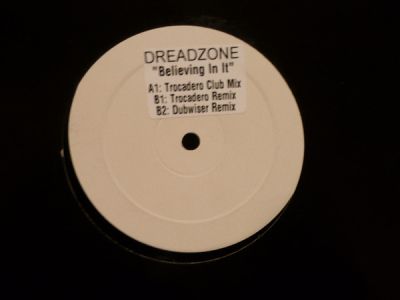 DREADZONE
"Believing In It"
A1: Trocadero Club Mix
B1: Trocadero Remix
B2: Dubwiser Remix